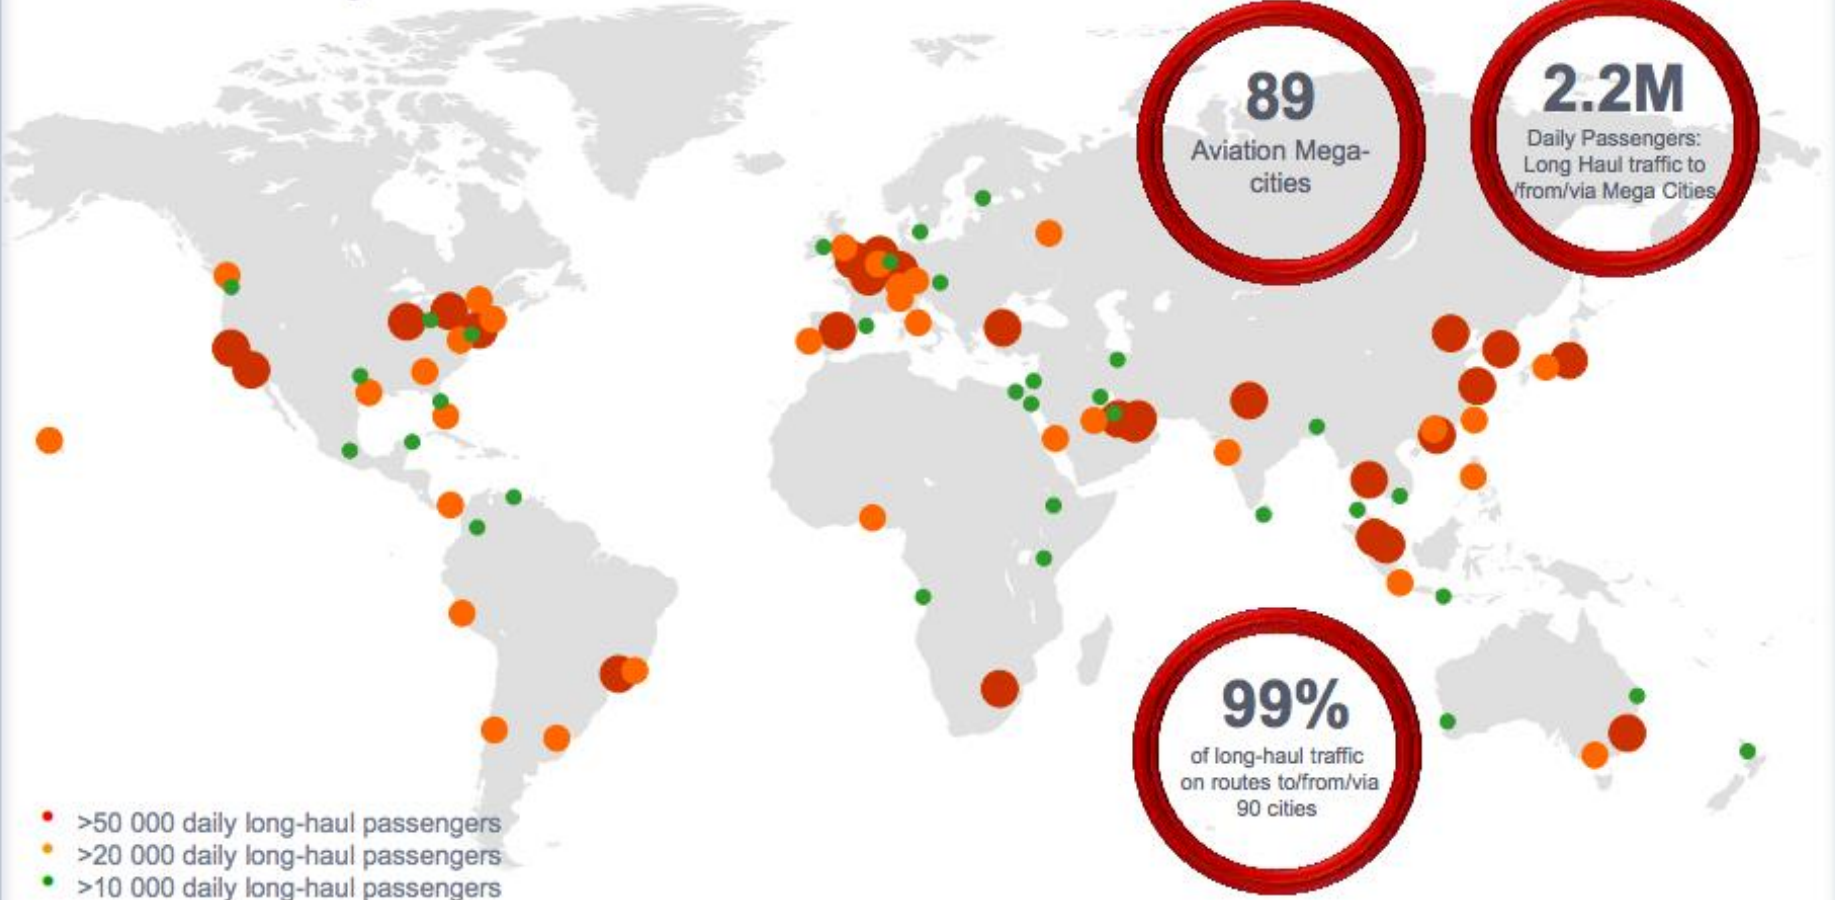 89
Aviation Mega-
cities
2.2M
Daily Passengers:
Long Haul traffic to
/from/via Mega Cities
99%
of long-haul traffic
on routes to/from/via
90 cities
>50 000 daily long-haul passengers
>20 000 daily long-haul passengers
>10 000 daily long-haul passengers